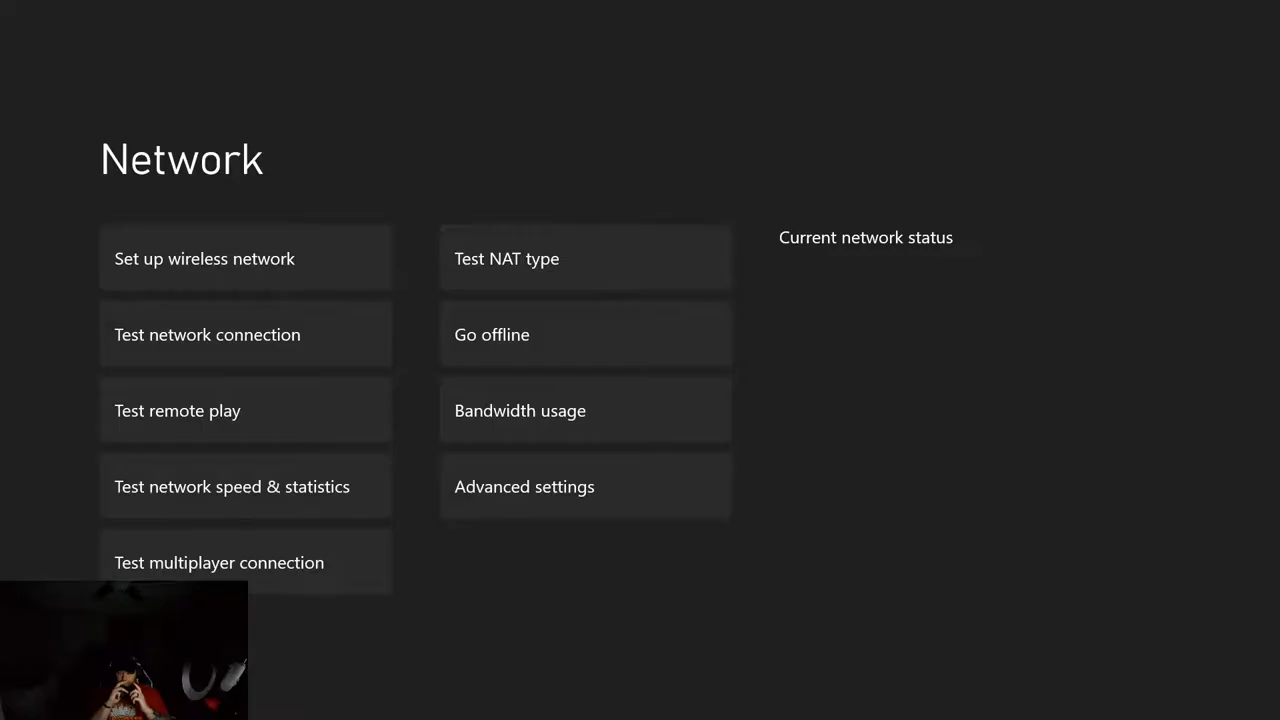 Network
Set up wireless network
Test network connection
Test remote play
Test network speed & statistics
Test multiplayer connection
Test NAT type
Go offline
Bandwidth usage
Advanced settings
Current network status